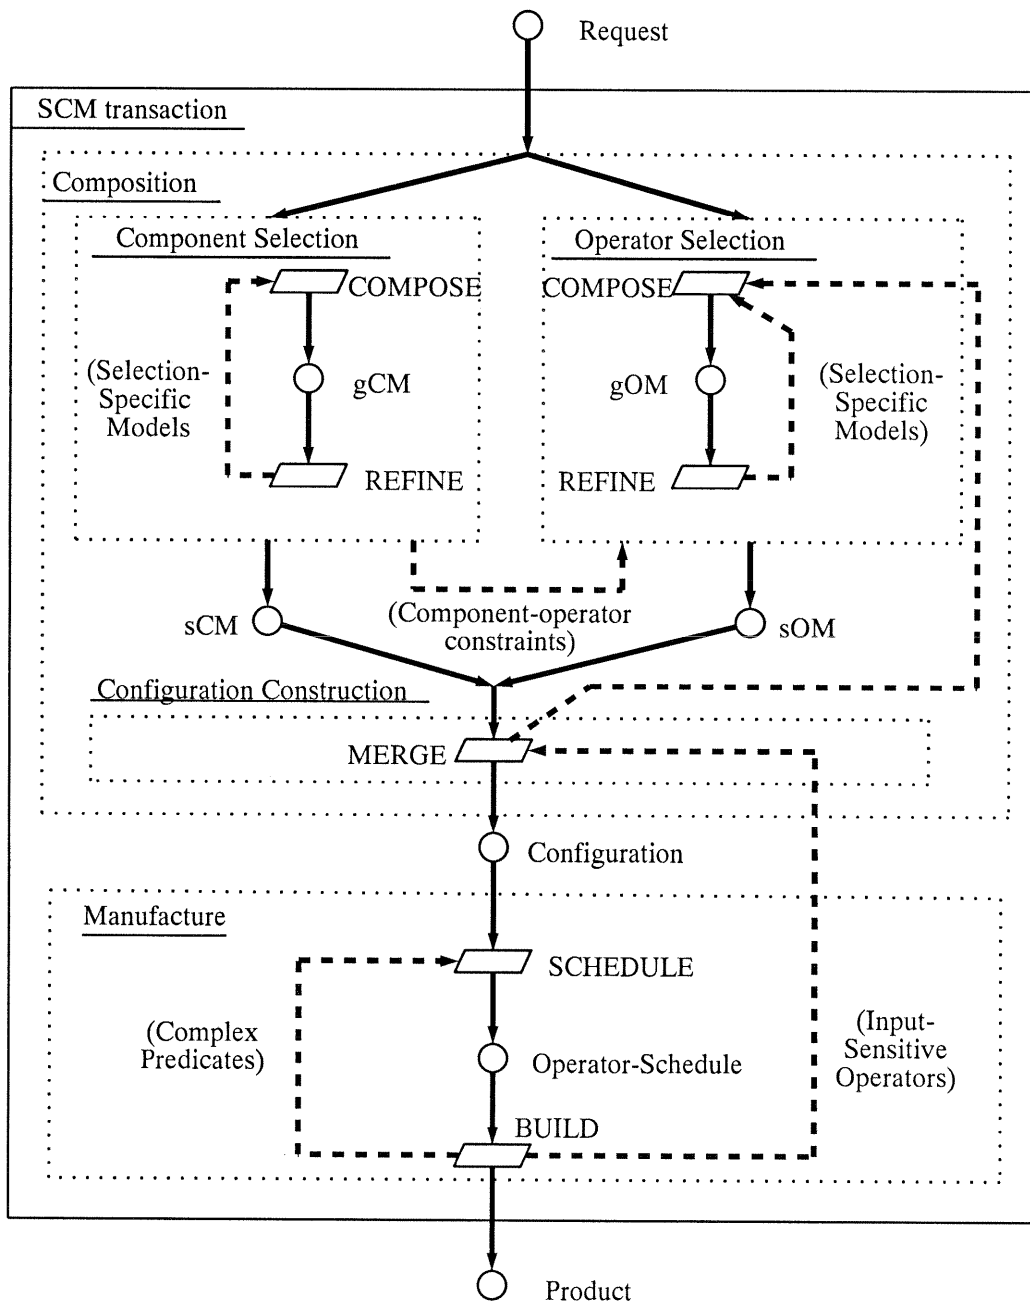 Request
SCM transaction
Composition
Component Selection
Operator Selection
COMPOSE
COMPOSE
(Selection-
Specific
Models
gCM
gOM
(Selection-
Specific
Models)
REFINE
REFINE
sCM
(Component-operator
constraints)
sOM
Configuration Construction
MERGE
Configuration
Manufacture
SCHEDULE
(Complex
Predicates)
Operator-Schedule
(Input-
Sensitive
Operators)
BUILD
Product